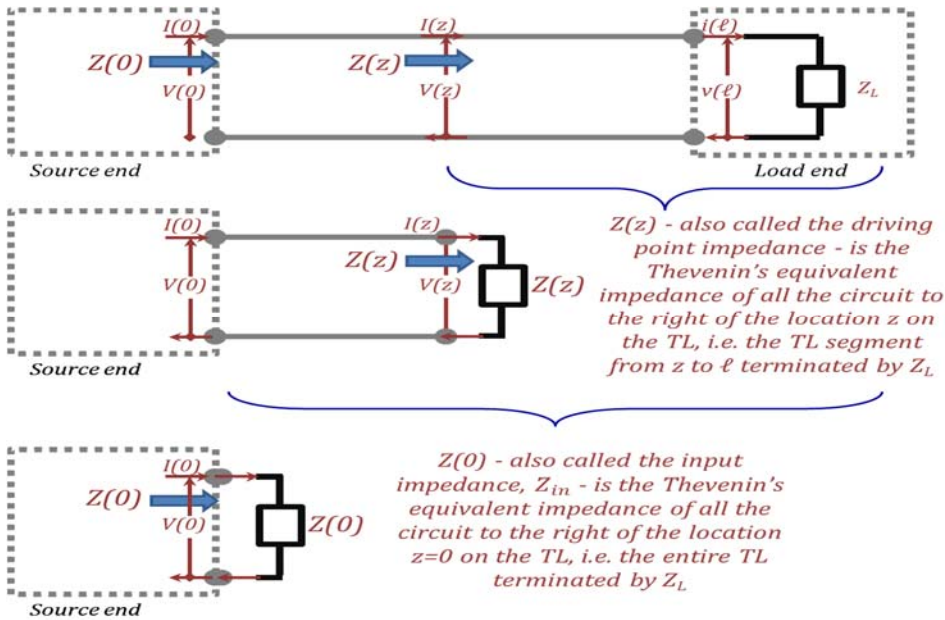 I(0)
I(z)
i(ℓ)
Z(0)
Z(z)
V(0)
V(z)
v(ℓ)
Z_L
Source end
Load end
I(0)
I(z)
Z(z)
V(0)
V(z)
Z(z)
Source end
Z(z) - also called the driving
point impedance - is the
Thevenin's equivalent
impedance of all the circuit to
the right of the location z on
the TL, i.e. the TL segment
from z to ℓ terminated by Z_L
I(0)
Z(0)
V(0)
Z(0)
Source end
Z(0) - also called the input
impedance, Z_in - is the Thevenin's
equivalent impedance of all the
circuit to the right of the location
z=0 on the TL, i.e. the entire TL
terminated by Z_L